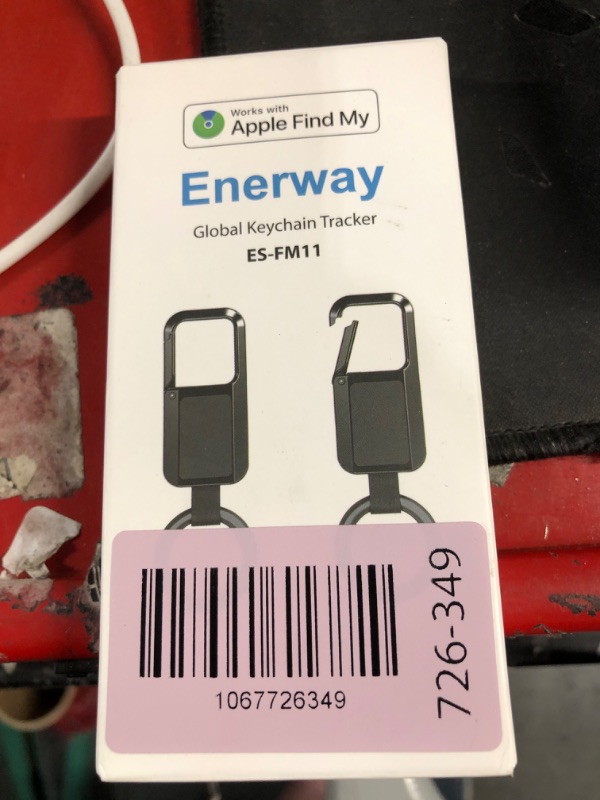 Works with
Apple Find My
Enerway
Global Keychain Tracker
ES-FM11
1067726349
726-349